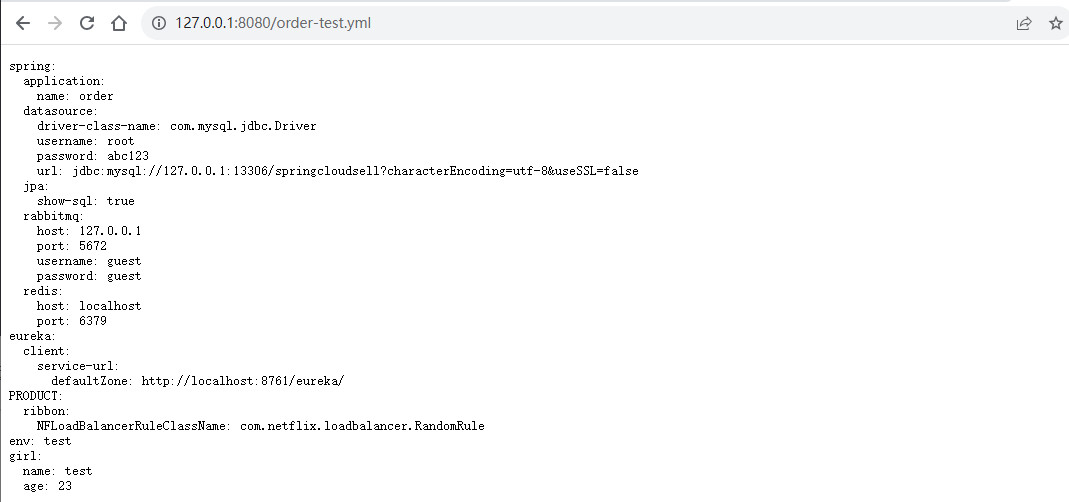 127.0.0.1:8080/order-test.yml
spring:
  application:
    name: order
  datasource:
    driver-class-name: com.mysql.jdbc.Driver
    username: root
    password: abc123
    url: jdbc:mysql://127.0.0.1:13306/springcloudsell?characterEncoding=utf-8&useSSL=false
  jpa:
    show-sql: true
  rabbitmq:
    host: 127.0.0.1
    port: 5672
    username: guest
    password: guest
  redis:
    host: localhost
    port: 6379
eureka:
  client:
    service-url:
      defaultZone: http://localhost:8761/eureka/
PRODUCT:
  ribbon:
    NFLoadBalancerRuleClassName: com.netflix.loadbalancer.RandomRule
env: test
girl:
  name: test
  age: 23